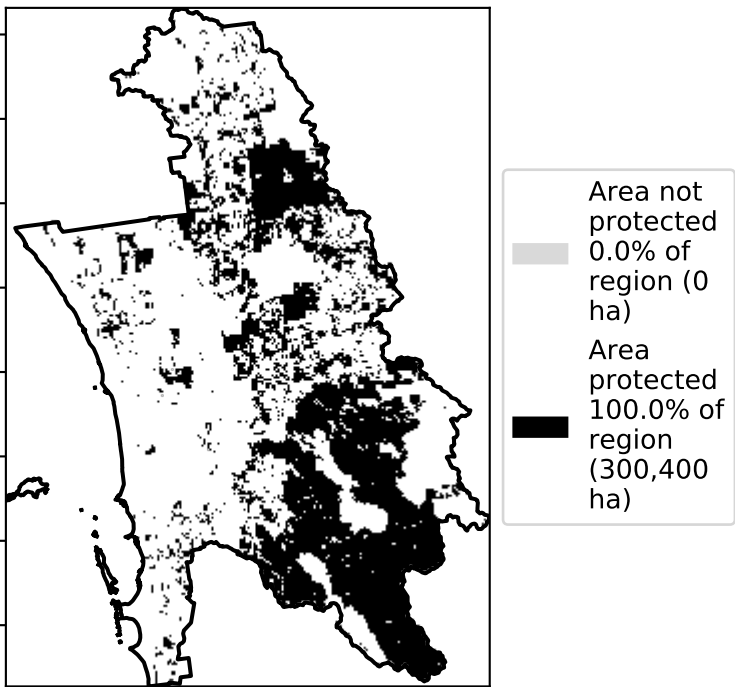 Area not
protected
0.0% of
region (0
ha)
Area
protected
100.0% of
region
(300,400
ha)